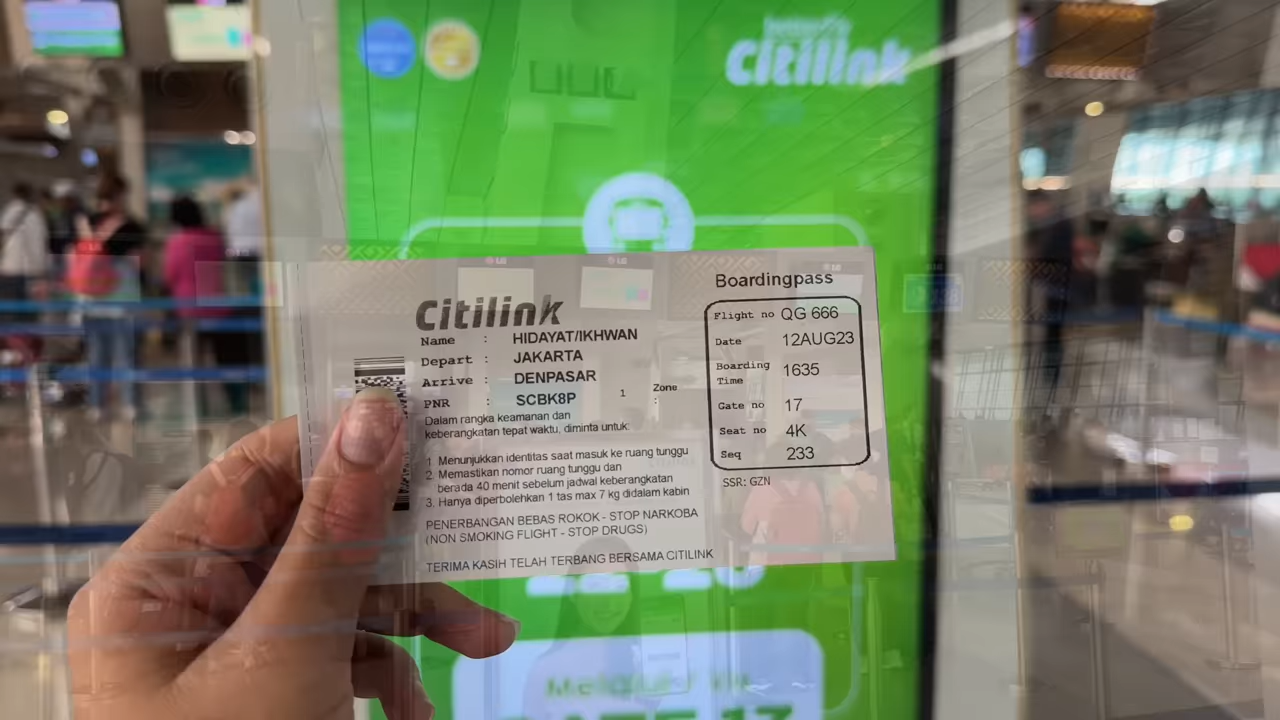 Citilink
Citilink
Boardingpass
Name : HIDAYAT/IKHWAN
Depart : JAKARTA
Arrive : DENPASAR
PNR : SCBK8P 1 Zone :
Dalam rangka keamanan dan
keberangkatan tepat waktu, diminta untuk:
1 Menunjukkan identitas saat masuk ke ruang tunggu
2. Memastikan nomor ruang tunggu dan
berada 40 menit sebelum jadwal keberangkatan
3. Hanya diperbolehkan 1 tas max 7 kg didalam kabin
PENERBANGAN BEBAS ROKOK - STOP NARKOBA
(NON SMOKING FLIGHT - STOP DRUGS)
TERIMA KASIH TELAH TERBANG BERSAMA CITILINK
Flight no QG 666
Date 12AUG23
Boarding Time 1635
Gate no 17
Seat no 4K
Seq 233
SSR: GZN